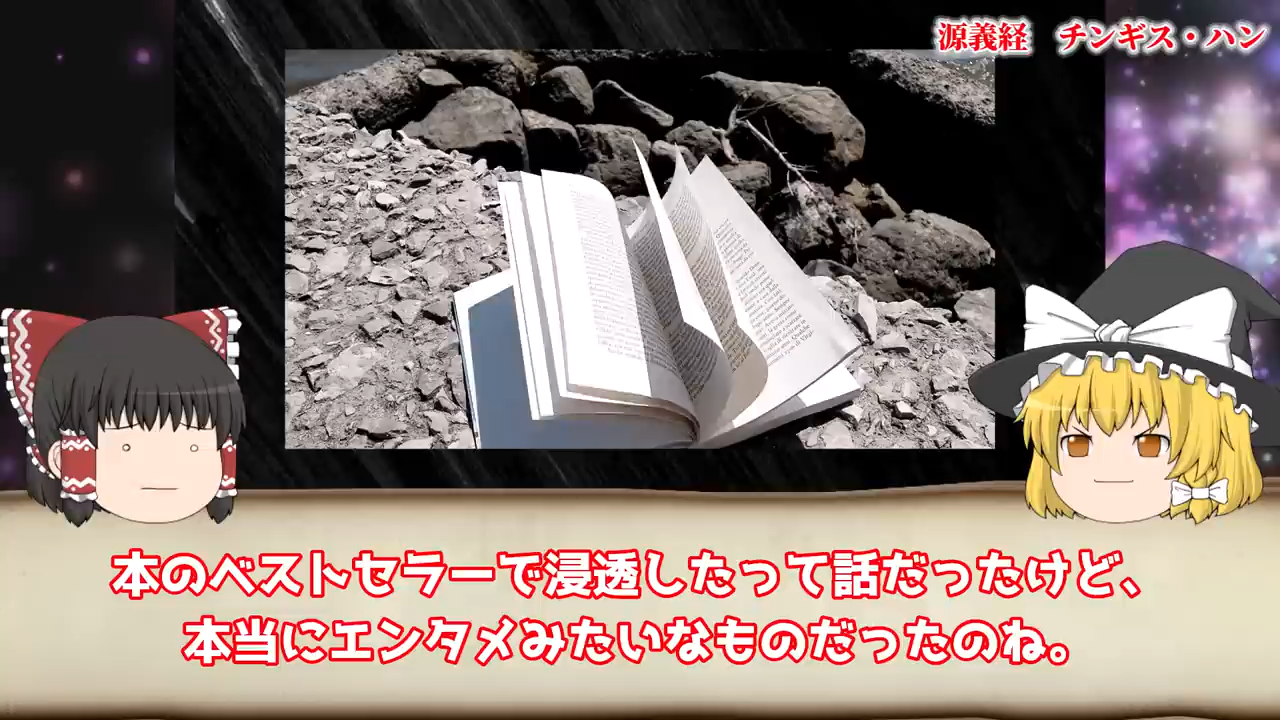 源義経　チンギス・ハン
本のベストセラーで浸透したって話だったけど、
本当にエンタメみたいなものだったのね。